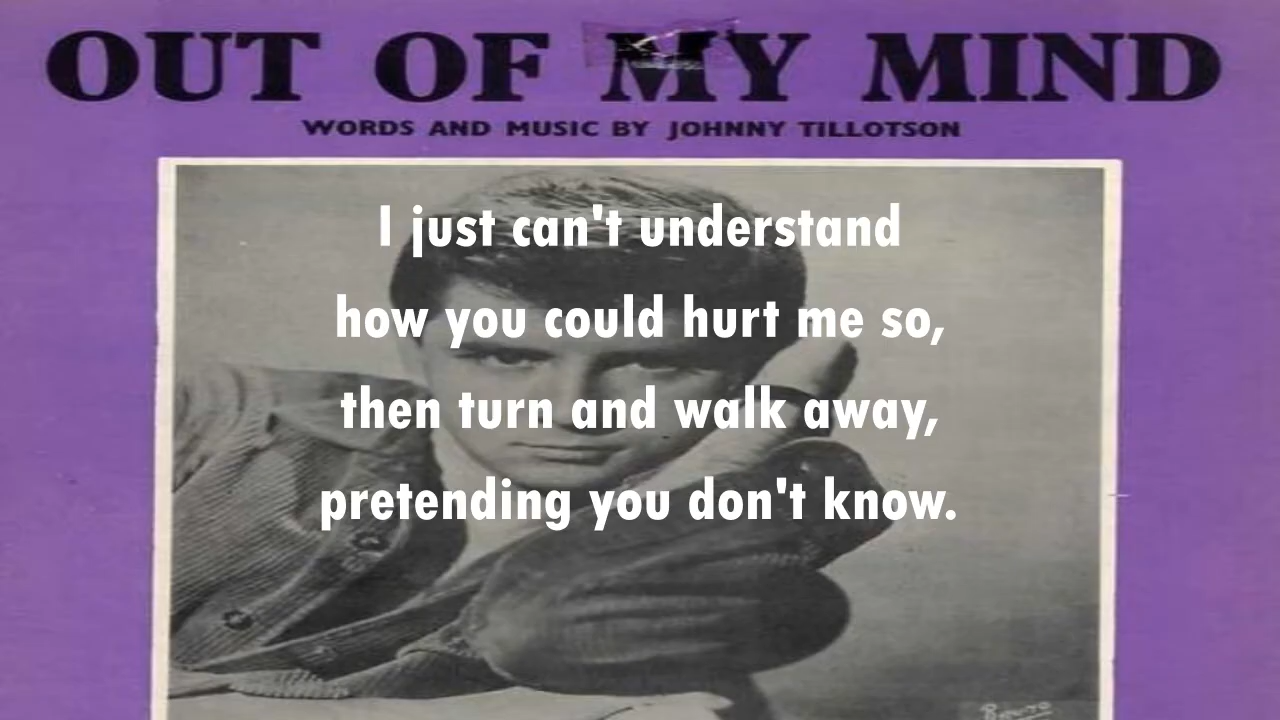 OUT OF MY MIND
WORDS AND MUSIC BY JOHNNY TILLOTSON
I just can't understand
how you could hurt me so,
then turn and walk away,
pretending you don't know.